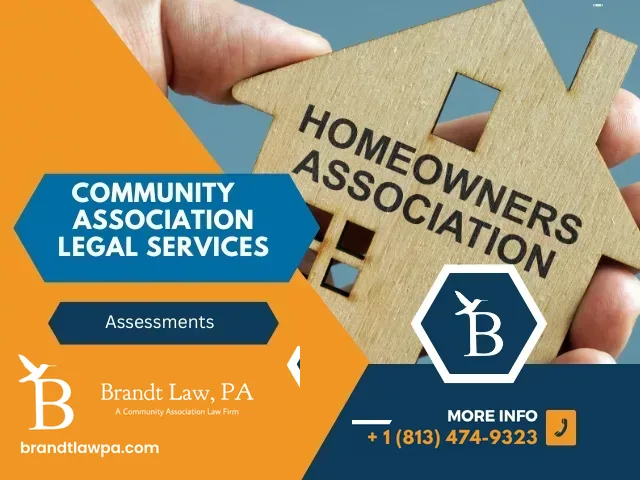 HOMEOWNERS
ASSOCIATION
COMMUNITY
ASSOCIATION
LEGAL SERVICES
Assessments
B
B
Brandt Law, PA
A Community Association Law Firm
brandtlawpa.com
MORE INFO
+ 1 (813) 474-9323